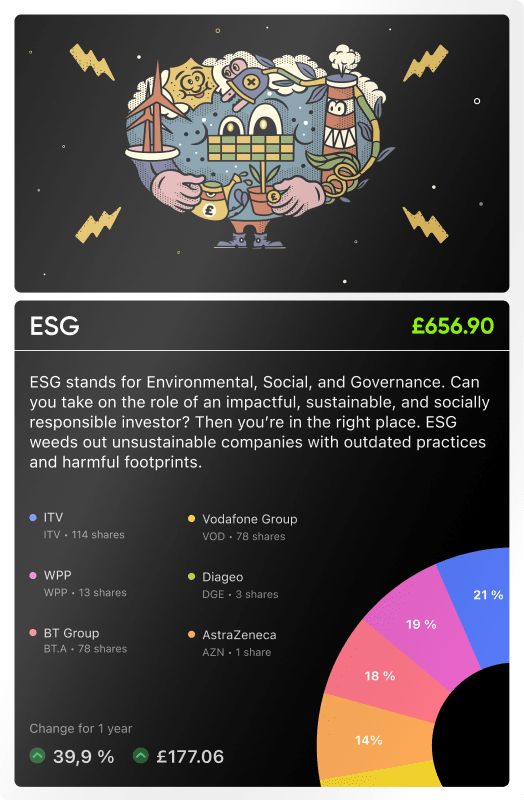 £
£
ESG
£656.90
ESG stands for Environmental, Social, and Governance. Can
you take on the role of an impactful, sustainable, and socially
responsible investor? Then you're in the right place. ESG
weeds out unsustainable companies with outdated practices
and harmful footprints.
ITV
ITV • 114 shares
Vodafone Group
VOD • 78 shares
WPP
WPP • 13 shares
Diageo
DGE • 3 shares
BT Group
BT.A • 78 shares
AstraZeneca
AZN • 1 share
21 %
19 %
18 %
14%
Change for 1 year
39,9 %
£177.06